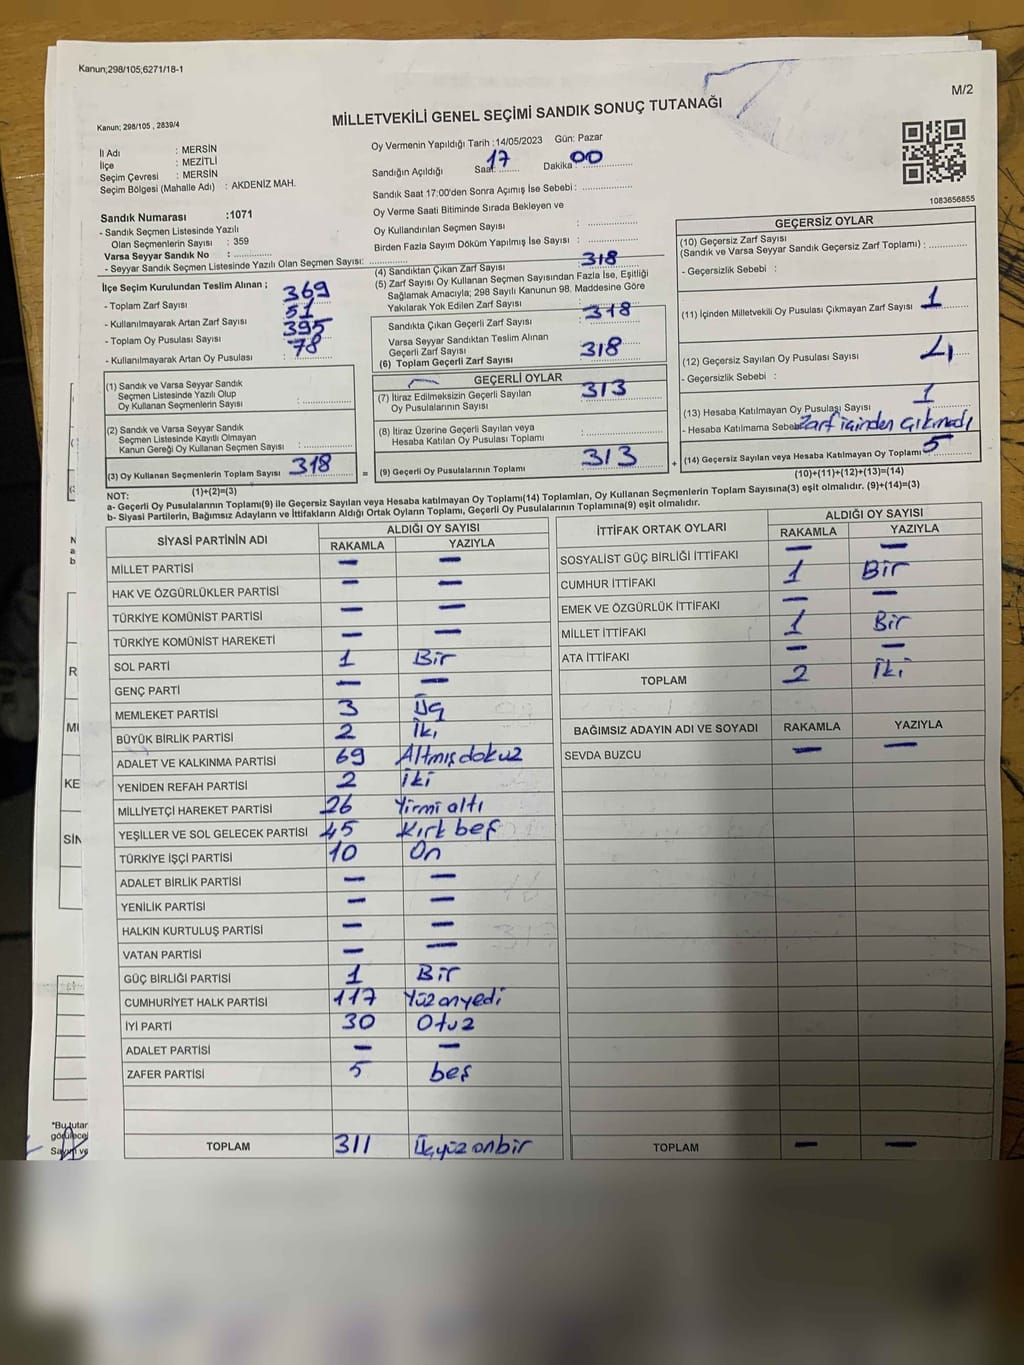 Kanun;298/105;6271/18-1
M/2
Kanun; 298/105 , 2839/4
MİLLETVEKİLİ GENEL SEÇİMİ SANDIK SONUÇ TUTANAĞI
İl Adı : MERSİN
İlçe : MEZİTLİ
Seçim Çevresi : MERSİN
Seçim Bölgesi (Mahalle Adı) : AKDENİZ MAH.
Sandık Numarası :1071
- Sandık Seçmen Listesinde Yazılı
Olan Seçmenlerin Sayısı : 359
Varsa Seyyar Sandık No :
- Seyyar Sandık Seçmen Listesinde Yazılı Olan Seçmen Sayısı:
İlçe Seçim Kurulundan Teslim Alınan ;
- Toplam Zarf Sayısı : 369
- Kullanılmayarak Artan Zarf Sayısı : 51
- Toplam Oy Pusulası Sayısı : 395
- Kullanılmayarak Artan Oy Pusulası : 78
(1) Sandık ve Varsa Seyyar Sandık
Seçmen Listesinde Yazılı Olup
Oy Kullanan Seçmenlerin Sayısı :
(2) Sandık ve Varsa Seyyar Sandık
Seçmen Listesinde Kayıtlı Olmayan
Kanun Gereği Oy Kullanan Seçmen Sayısı :
(3) Oy Kullanan Seçmenlerin Toplam Sayısı : 318
(1)+(2)=(3)
Oy Vermenin Yapıldığı Tarih :14/05/2023 Gün: Pazar
Sandığın Açıldığı Saat: 17 Dakika : 00
Sandık Saat 17:00'den Sonra Açımış İse Sebebi :
Oy Verme Saati Bitiminde Sırada Bekleyen ve
Oy Kullandırılan Seçmen Sayısı :
Birden Fazla Sayım Döküm Yapılmış İse Sayısı :
(4) Sandıktan Çıkan Zarf Sayısı : 318
(5) Zarf Sayısı Oy Kullanan Seçmen Sayısından Fazla İse, Eşitliği
Sağlamak Amacıyla; 298 Sayılı Kanunun 98. Maddesine Göre
Yakılarak Yok Edilen Zarf Sayısı :
Sandıkta Çıkan Geçerli Zarf Sayısı : 318
Varsa Seyyar Sandıktan Teslim Alınan
Geçerli Zarf Sayısı :
(6) Toplam Geçerli Zarf Sayısı : 318
GEÇERLİ OYLAR
(7) İtiraz Edilmeksizin Geçerli Sayılan
Oy Pusulalarının Sayısı : 313
(8) İtiraz Üzerine Geçerli Sayılan veya
Hesaba Katılan Oy Pusulası Toplamı :
= (9) Geçerli Oy Pusulalarının Toplamı : 313
1083656855
GEÇERSİZ OYLAR
(10) Geçersiz Zarf Sayısı
(Sandık ve Varsa Seyyar Sandık Geçersiz Zarf Toplamı) :
- Geçersizlik Sebebi :
(11) İçinden Milletvekili Oy Pusulası Çıkmayan Zarf Sayısı : 1
(12) Geçersiz Sayılan Oy Pusulası Sayısı : 4
- Geçersizlik Sebebi :
(13) Hesaba Katılmayan Oy Pusulaşı Sayısı : 1
- Hesaba Katılmama Sebebi Zarf içinden çıkmadı
+ (14) Geçersiz Sayılan veya Hesaba Katılmayan Oy Toplamı : 5
(10)+(11)+(12)+(13)=(14)
NOT:
a- Geçerli Oy Pusulalarının Toplamı(9) ile Geçersiz Sayılan veya Hesaba katılmayan Oy Toplamı(14) Toplamları, Oy Kullanan Seçmenlerin Toplam Sayısına(3) eşit olmalıdır. (9)+(14)=(3)
b- Siyasi Partilerin, Bağımsız Adayların ve İttifakların Aldığı Ortak Oyların Toplamı, Geçerli Oy Pusulalarının Toplamına(9) eşit olmalıdır.
SİYASİ PARTİNİN ADI ALDIĞI OY SAYISI
RAKAMLA YAZIYLA
MİLLET PARTİSİ - -
HAK VE ÖZGÜRLÜKLER PARTİSİ - -
TÜRKİYE KOMÜNİST PARTİSİ - -
TÜRKİYE KOMÜNİST HAREKETİ - -
SOL PARTİ 1 Bir
GENÇ PARTİ - -
MEMLEKET PARTİSİ 3 Üç
BÜYÜK BİRLİK PARTİSİ 2 İki
ADALET VE KALKINMA PARTİSİ 69 Altmış dokuz
YENİDEN REFAH PARTİSİ 2 İki
MİLLİYETÇİ HAREKET PARTİSİ 26 Yirmi altı
YEŞİLLER VE SOL GELECEK PARTİSİ 45 Kırk beş
TÜRKİYE İŞÇİ PARTİSİ 10 On
ADALET BİRLİK PARTİSİ - -
YENİLİK PARTİSİ - -
HALKIN KURTULUŞ PARTİSİ - -
VATAN PARTİSİ - -
GÜÇ BİRLİĞİ PARTİSİ 1 Bir
CUMHURİYET HALK PARTİSİ 117 Yüz onyedi
İYİ PARTİ 30 Otuz
ADALET PARTİSİ - -
ZAFER PARTİSİ 5 beş
TOPLAM 311 Üçyüz onbir
İTTİFAK ORTAK OYLARI ALDIĞI OY SAYISI
RAKAMLA YAZIYLA
SOSYALİST GÜÇ BİRLİĞİ İTTİFAKI - -
CUMHUR İTTİFAKI 1 Bir
EMEK VE ÖZGÜRLÜK İTTİFAKI - -
MİLLET İTTİFAKI 1 Bir
ATA İTTİFAKI - -
TOPLAM 2 İki
BAĞIMSIZ ADAYIN ADI VE SOYADI RAKAMLA YAZIYLA
SEVDA BUZCU - -
TOPLAM - -